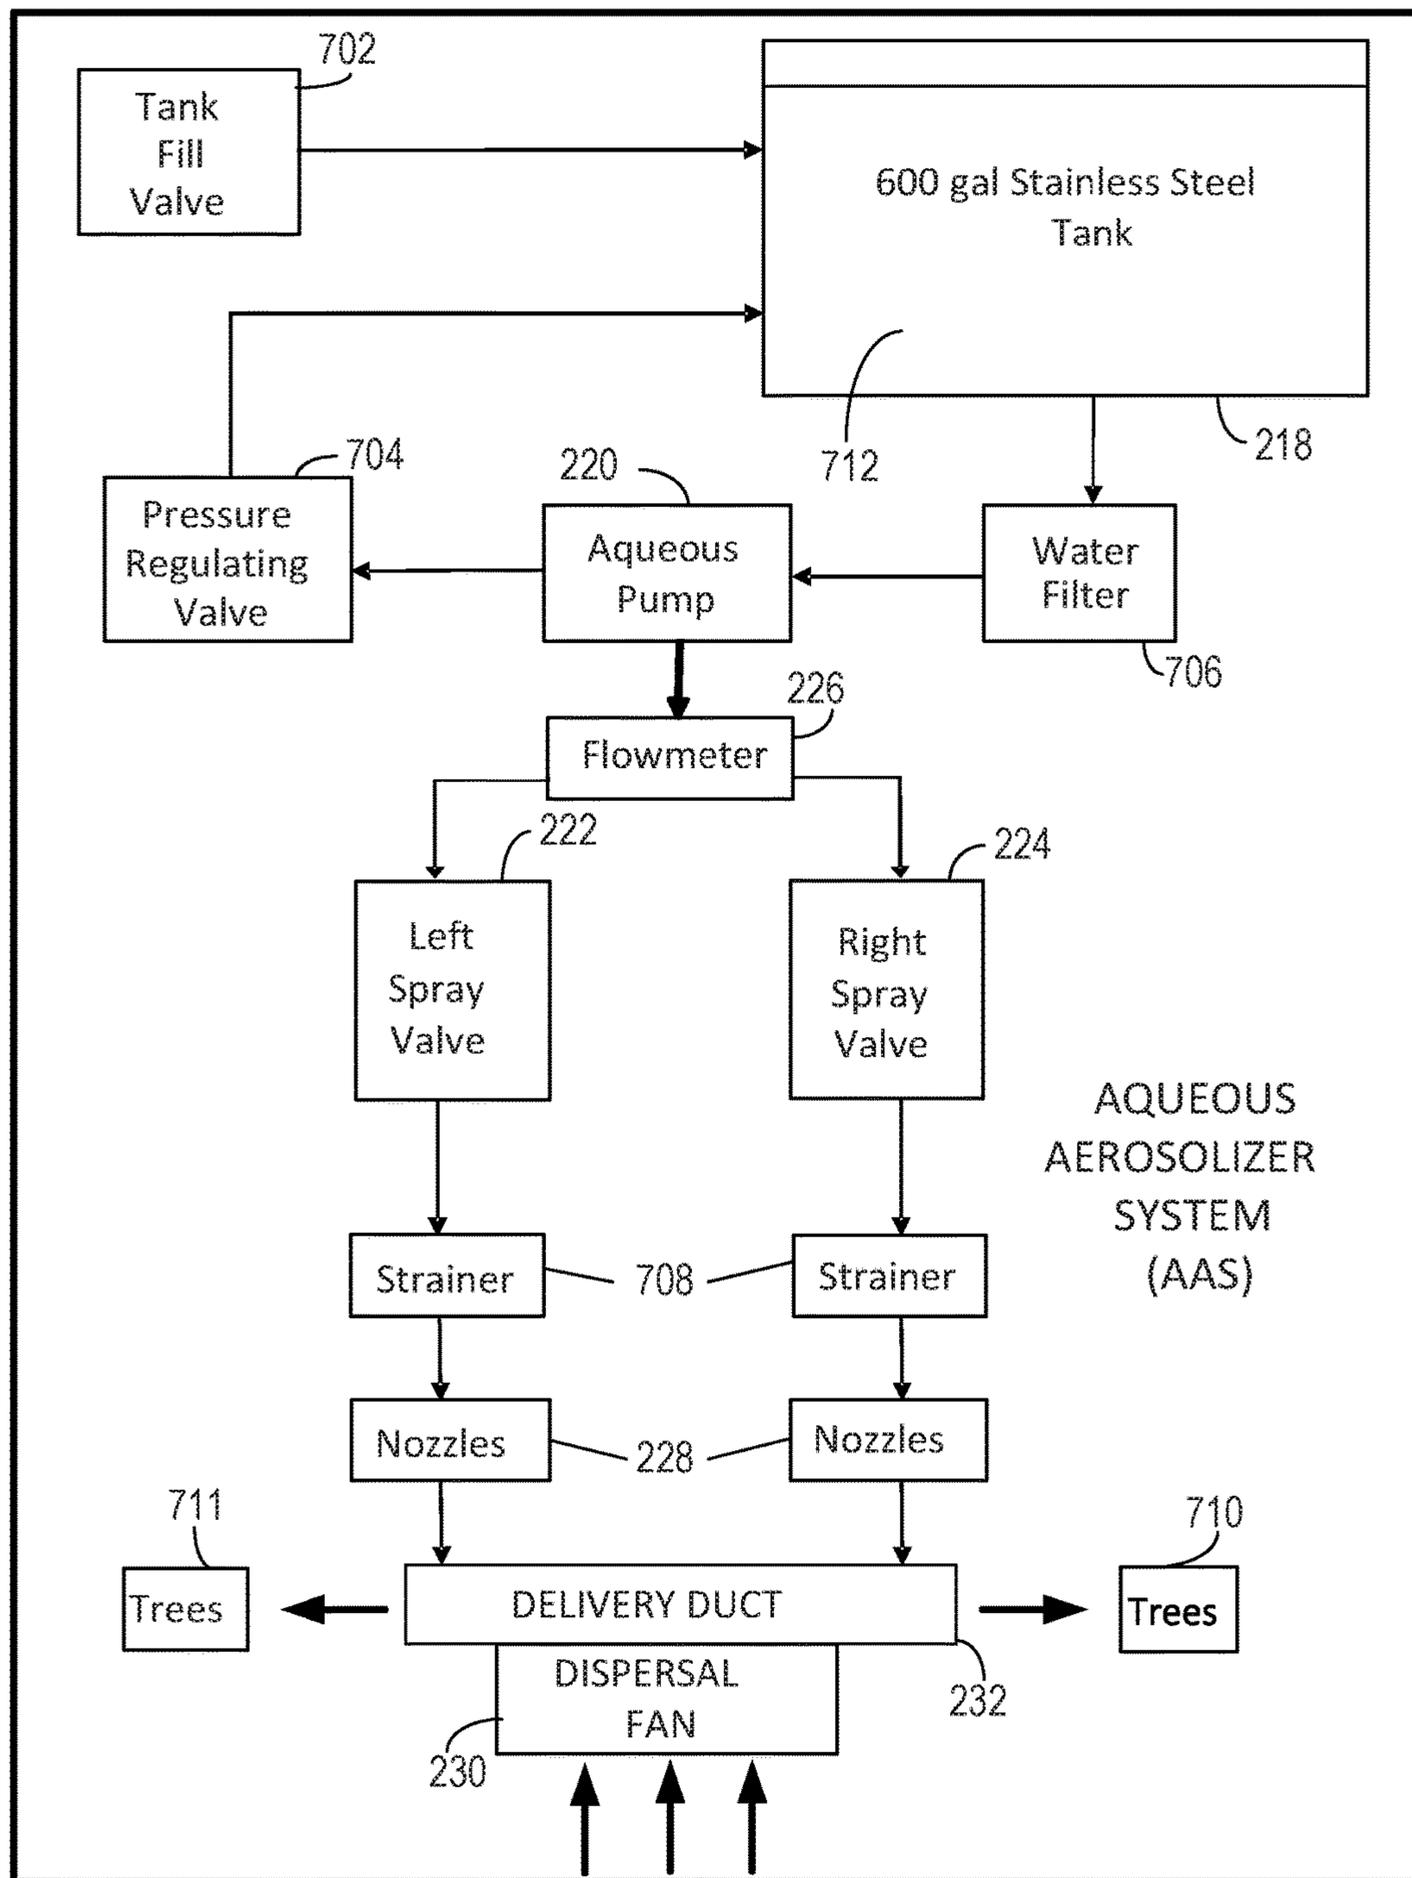 702
Tank
Fill
Valve
600 gal Stainless Steel
Tank
712
218
704
Pressure
Regulating
Valve
220
Aqueous
Pump
Water
Filter
706
226
Flowmeter
222
Left
Spray
Valve
224
Right
Spray
Valve
AQUEOUS
AEROSOLIZER
SYSTEM
(AAS)
Strainer
708
Strainer
Nozzles
228
Nozzles
711
Trees
DELIVERY DUCT
710
Trees
232
DISPERSAL
FAN
230